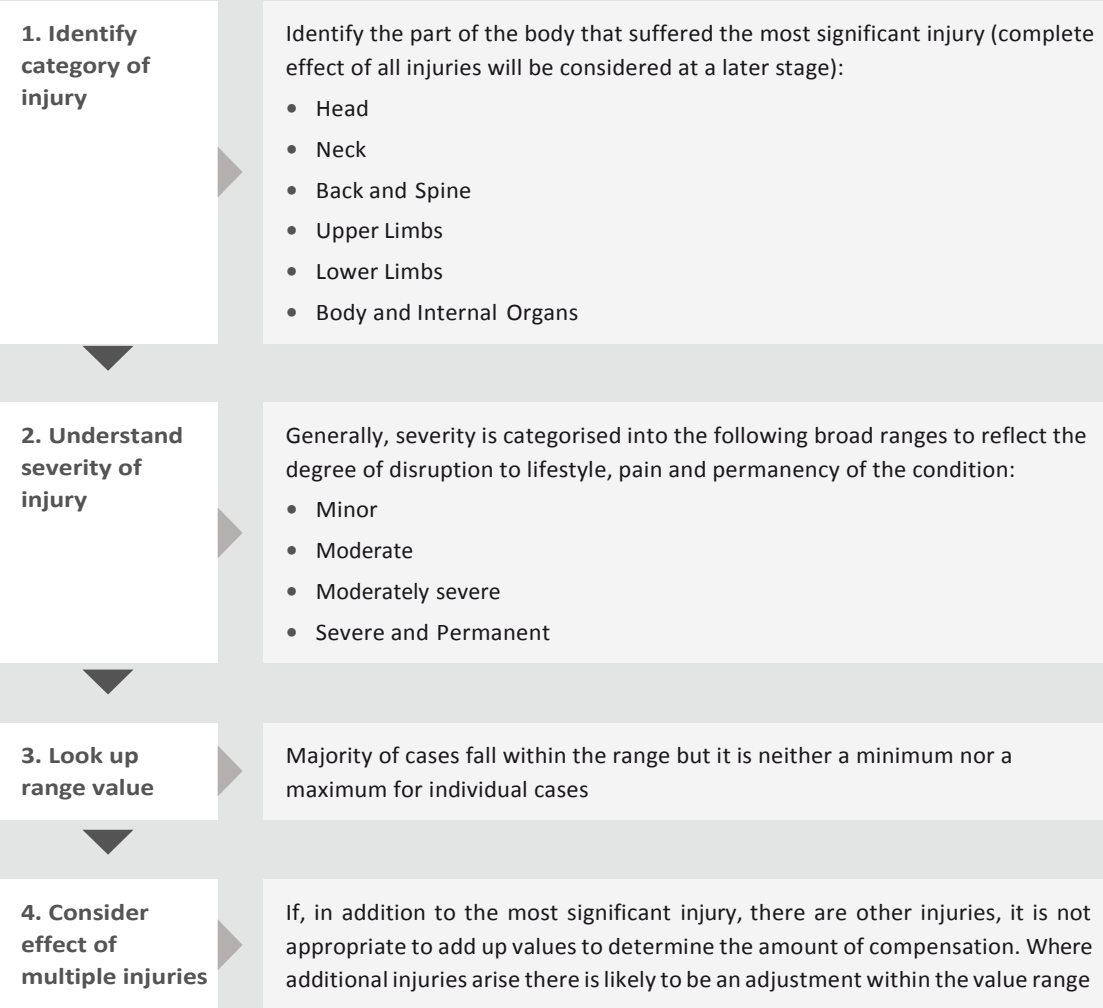 1. Identify
category of
injury
Identify the part of the body that suffered the most significant injury (complete
effect of all injuries will be considered at a later stage):
• Head
• Neck
• Back and Spine
• Upper Limbs
• Lower Limbs
• Body and Internal Organs
2. Understand
severity of
injury
Generally, severity is categorised into the following broad ranges to reflect the
degree of disruption to lifestyle, pain and permanency of the condition:
• Minor
• Moderate
• Moderately severe
• Severe and Permanent
3. Look up
range value
Majority of cases fall within the range but it is neither a minimum nor a
maximum for individual cases
4. Consider
effect of
multiple injuries
If, in addition to the most significant injury, there are other injuries, it is not
appropriate to add up values to determine the amount of compensation. Where
additional injuries arise there is likely to be an adjustment within the value range